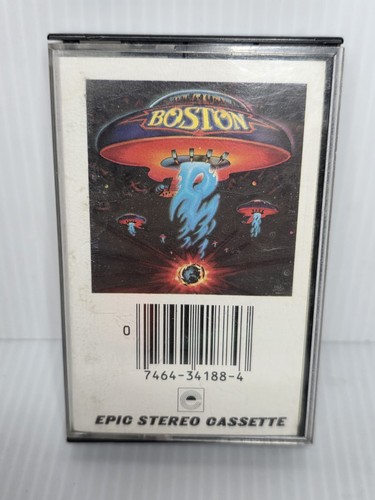 BOSTON
0
7464-34188-4
EPIC STEREO CASSETTE